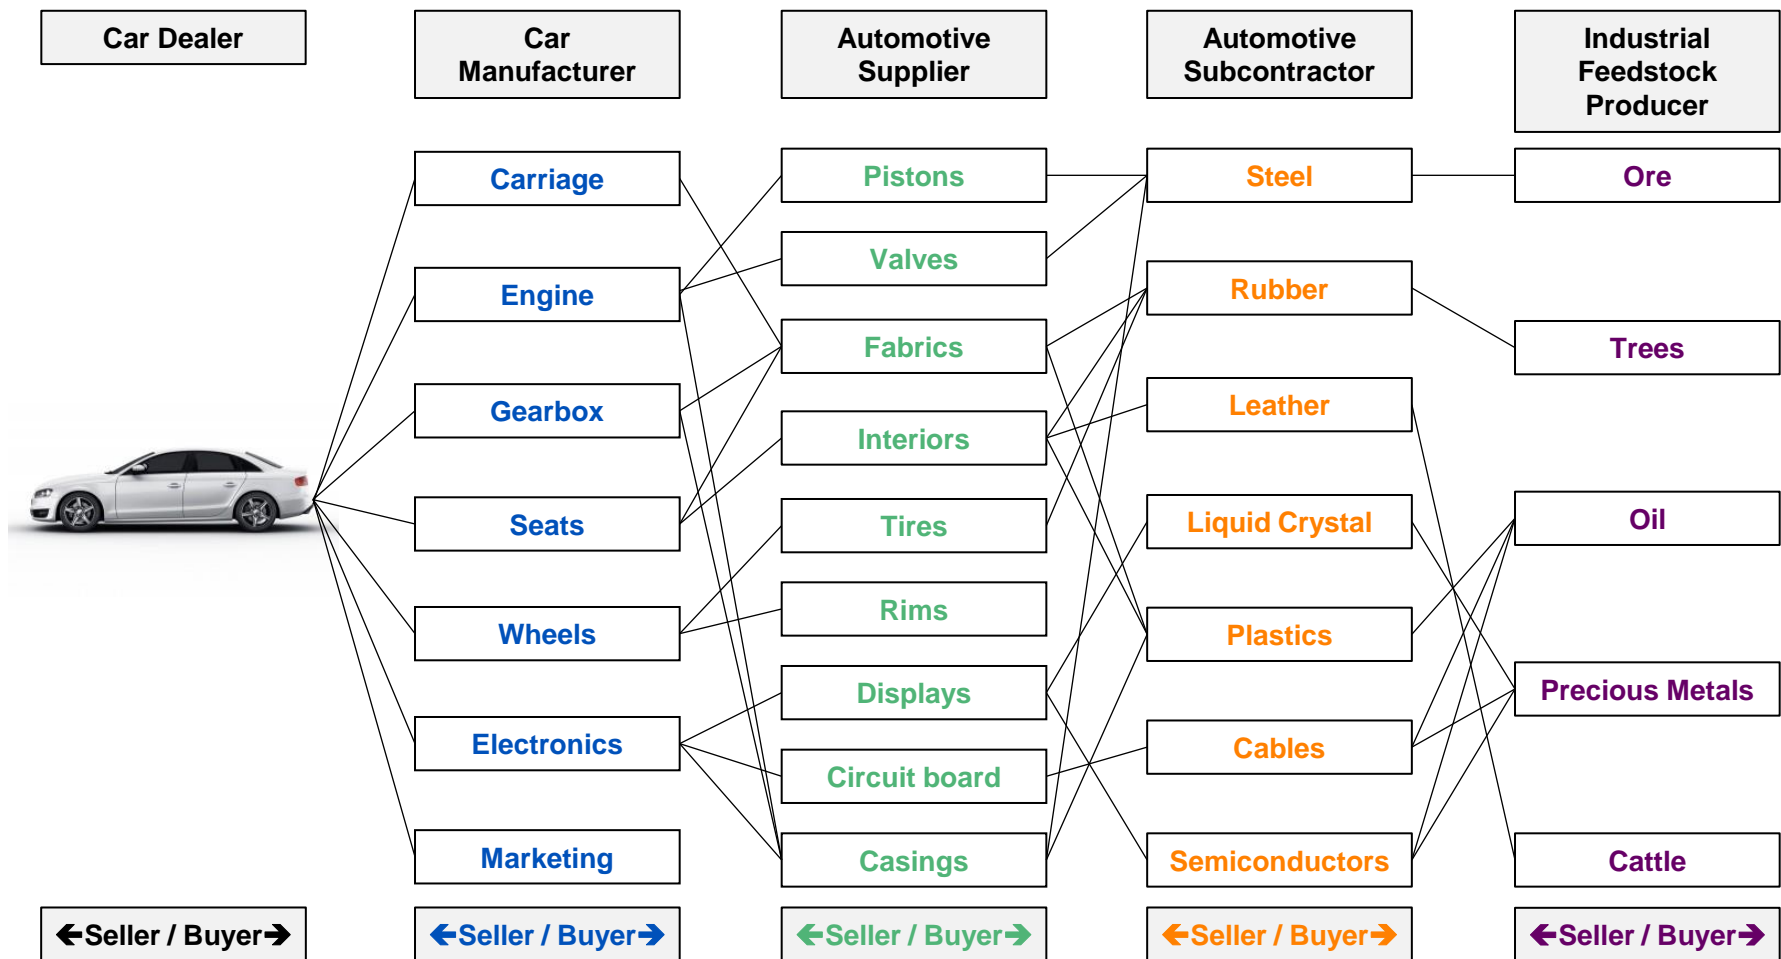 Car Dealer
Car
Manufacturer
Automotive
Supplier
Automotive
Subcontractor
Industrial
Feedstock
Producer
Carriage
Engine
Gearbox
Seats
Wheels
Electronics
Marketing
Pistons
Valves
Fabrics
Interiors
Tires
Rims
Displays
Circuit board
Casings
Steel
Rubber
Leather
Liquid Crystal
Plastics
Cables
Semiconductors
Ore
Trees
Oil
Precious Metals
Cattle
←Seller / Buyer→
←Seller / Buyer→
←Seller / Buyer→
←Seller / Buyer→
←Seller / Buyer→